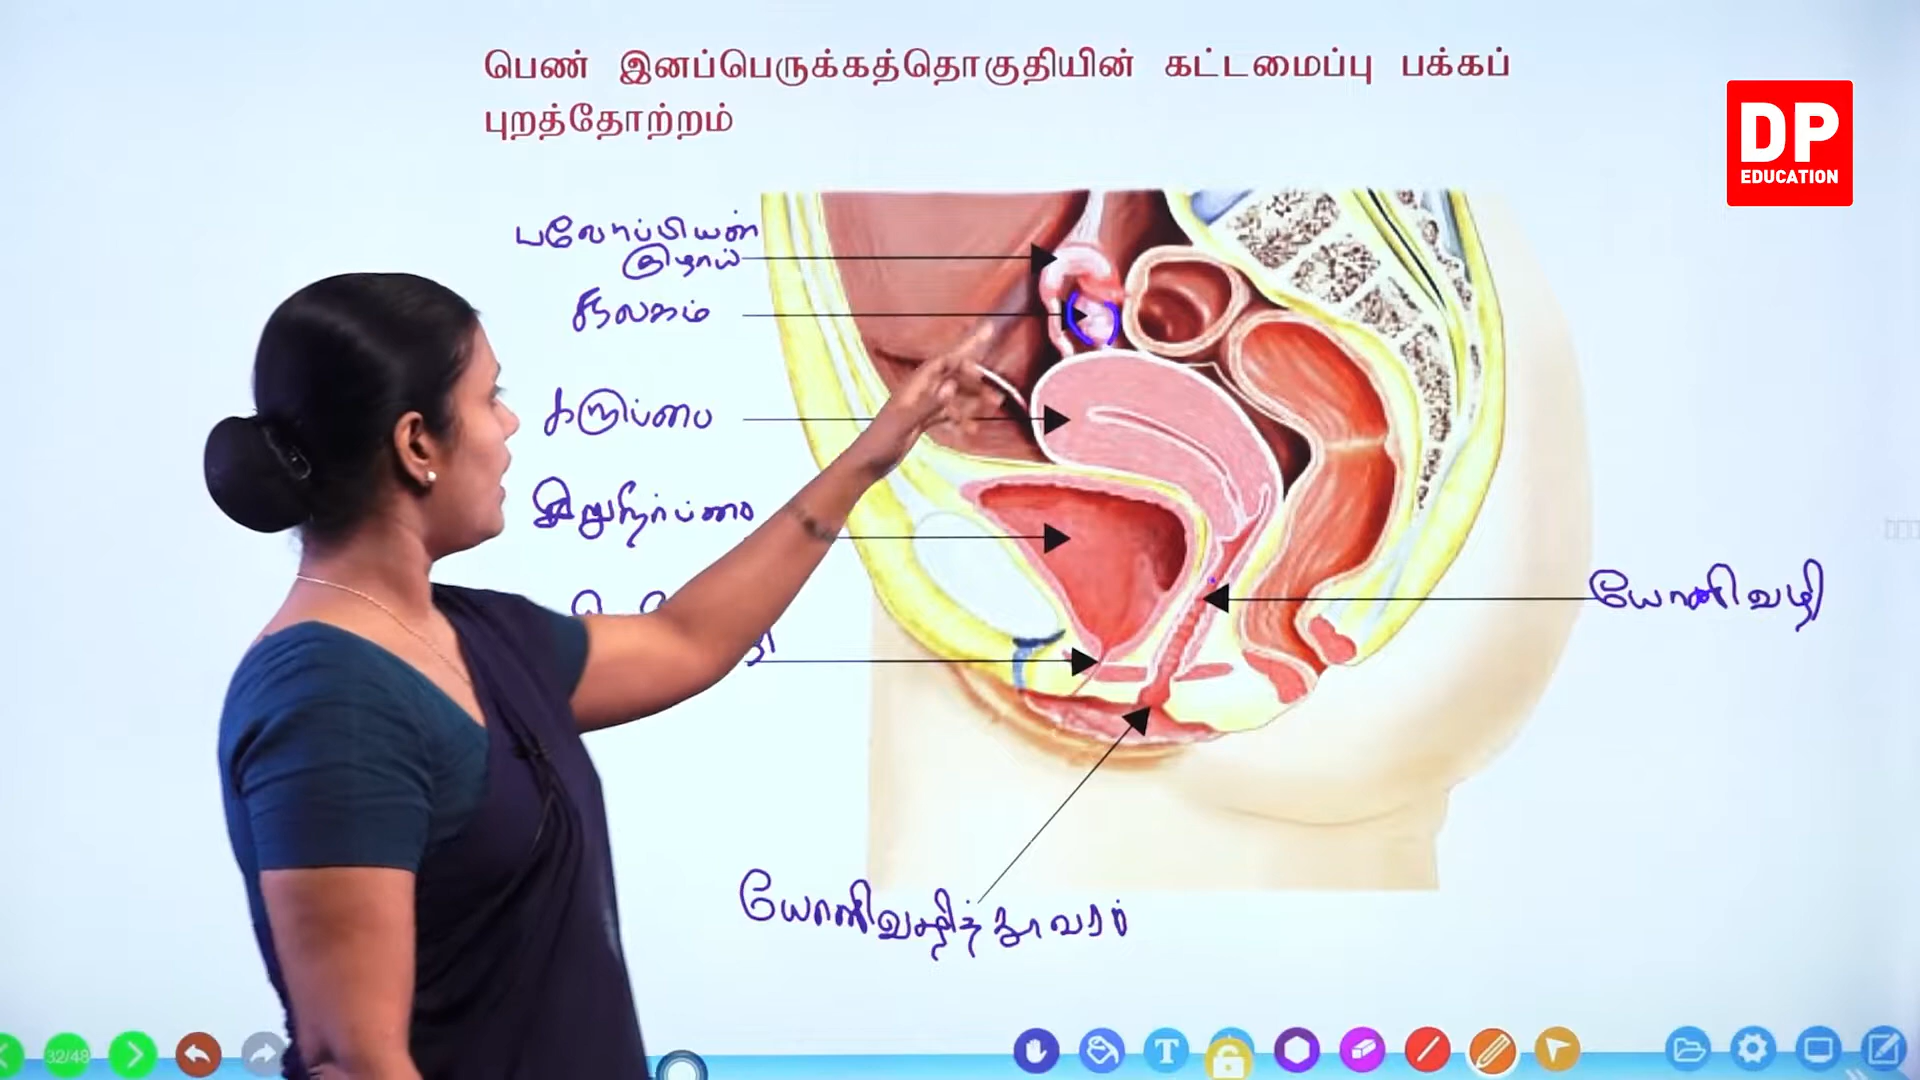 பெண் இனப்பெருக்கத்தொகுதியின் கட்டமைப்பு பக்கப்
புறத்தோற்றம்
DP
EDUCATION
பலோப்பியன்
குழாய்
சூலகம்
கருப்பை
சிறுநீர்ப்பை
யோனிவழி
யோனிவழித்துவாரம்
32/48
T